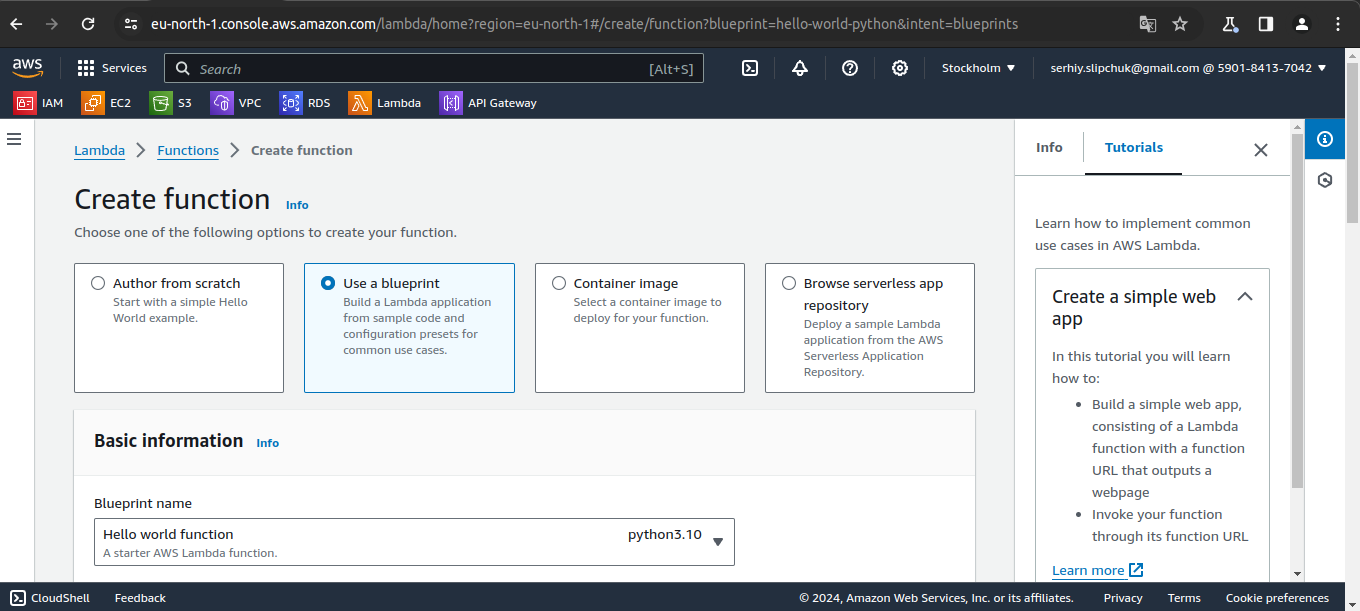 eu-north-1.console.aws.amazon.com/lambda/home?region=eu-north-1#/create/function?blueprint=hello-world-python&intent=blueprints
aws
Services
Search
[Alt+S]
Stockholm
serhiy.slipchuk@gmail.com @ 5901-8413-7042
IAM
EC2
S3
VPC
RDS
Lambda
API Gateway
Lambda
Functions
Create function
Create function Info
Choose one of the following options to create your function.
Author from scratch
Start with a simple Hello
World example.
Use a blueprint
Build a Lambda application
from sample code and
configuration presets for
common use cases.
Container image
Select a container image to
deploy for your function.
Browse serverless app
repository
Deploy a sample Lambda
application from the AWS
Serverless Application
Repository.
Basic information Info
Blueprint name
Hello world function
python3.10
A starter AWS Lambda function.
Info
Tutorials
Learn how to implement common
use cases in AWS Lambda.
Create a simple web
app
In this tutorial you will learn
how to:
• Build a simple web app,
consisting of a Lambda
function with a function
URL that outputs a
webpage
• Invoke your function
through its function URL
Learn more
CloudShell
Feedback
© 2024, Amazon Web Services, Inc. or its affiliates.
Privacy
Terms
Cookie preferences